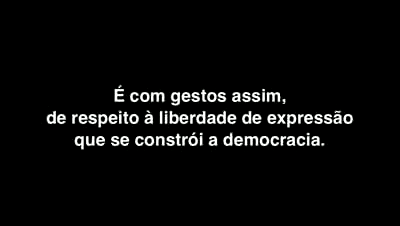 É com gestos assim,
de respeito à liberdade de expressão
que se constrói a democracia.